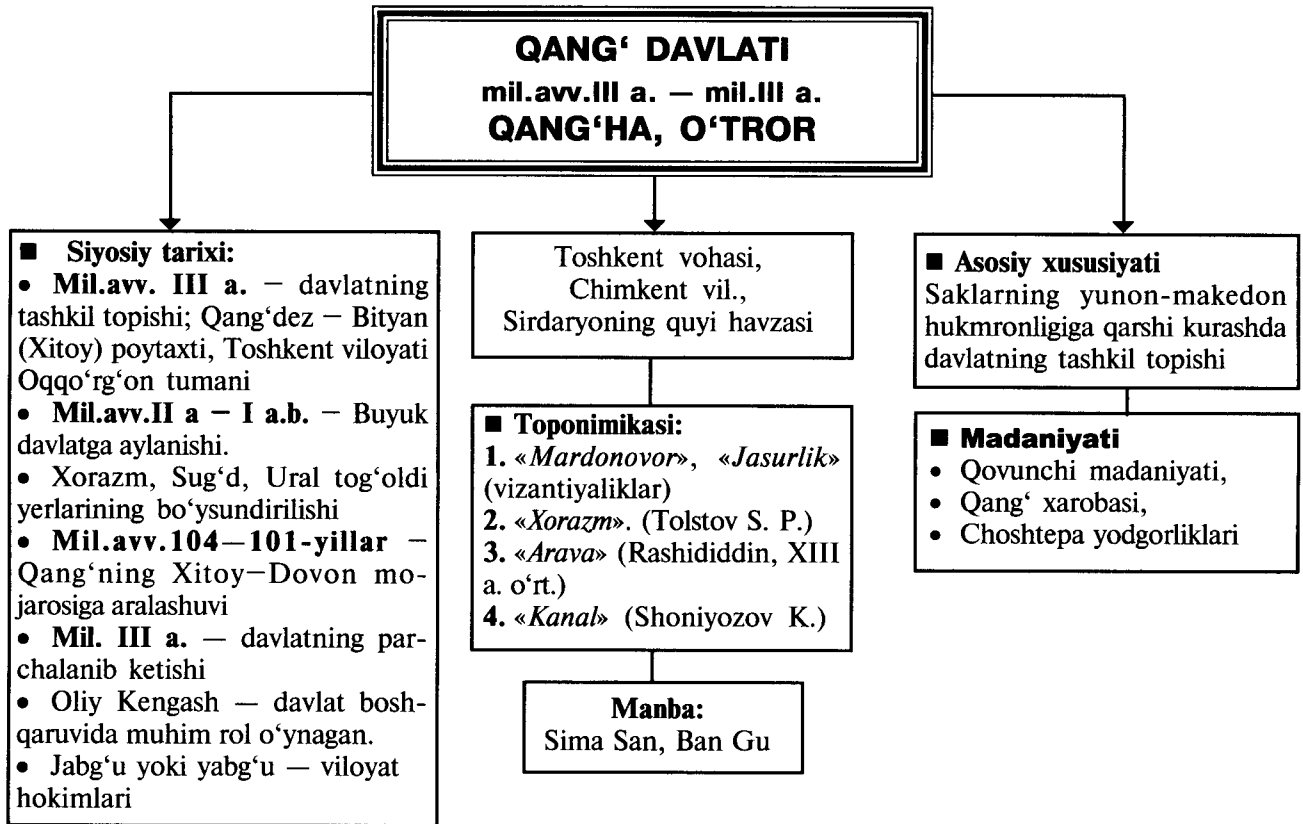 QANG‘ DAVLATI
mil.avv.III a. — mil.III a.
QANG‘HA, O‘TROR
■ Siyosiy tarixi:
• Mil.avv. III a. — davlatning
tashkil topishi; Qang‘dez — Bityan
(Xitoy) poytaxti, Toshkent viloyati
Oqqo‘rg‘on tumani
• Mil.avv.II a — I a.b. — Buyuk
davlatga aylanishi.
• Xorazm, Sug‘d, Ural tog‘oldi
yerlarining bo‘ysundirilishi
• Mil.avv.104—101-yillar —
Qang‘ning Xitoy—Dovon mo-
jarosiga aralashuvi
• Mil. III a. — davlatning par-
chalanib ketishi
• Oliy Kengash — davlat bosh-
qaruvida muhim rol o‘ynagan.
• Jabg‘u yoki yabg‘u — viloyat
hokimlari
Toshkent vohasi,
Chimkent vil.,
Sirdaryoning quyi havzasi
■ Toponimikasi:
1. «Mardonovor», «Jasurlik»
(vizantiyaliklar)
2. «Xorazm». (Tolstov S. P.)
3. «Arava» (Rashididdin, XIII
a. o‘rt.)
4. «Kanal» (Shoniyozov K.)
Manba:
Sima San, Ban Gu
■ Asosiy xususiyati
Saklarning yunon-makedon
hukmronligiga qarshi kurashda
davlatning tashkil topishi
■ Madaniyati
• Qovunchi madaniyati,
• Qang‘ xarobasi,
• Choshtepa yodgorliklari